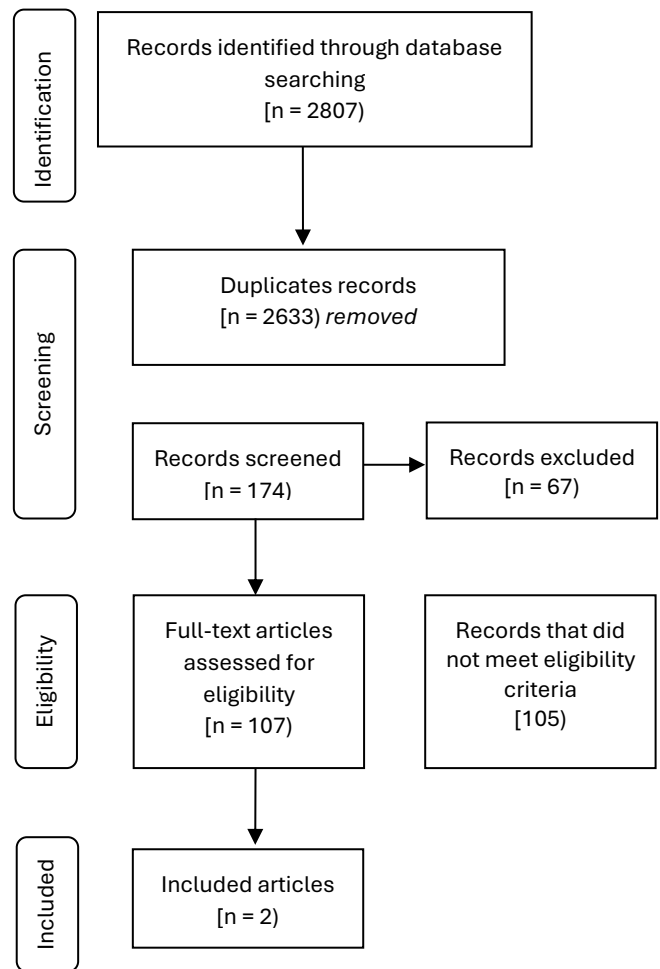 Identification
Records identified through database
searching
[n = 2807)
Screening
Duplicates records
[n = 2633) removed
Records screened
[n = 174)
Records excluded
[n = 67)
Eligibility
Full-text articles
assessed for
eligibility
[n = 107)
Records that did
not meet eligibility
criteria
[105)
Included
Included articles
[n = 2)